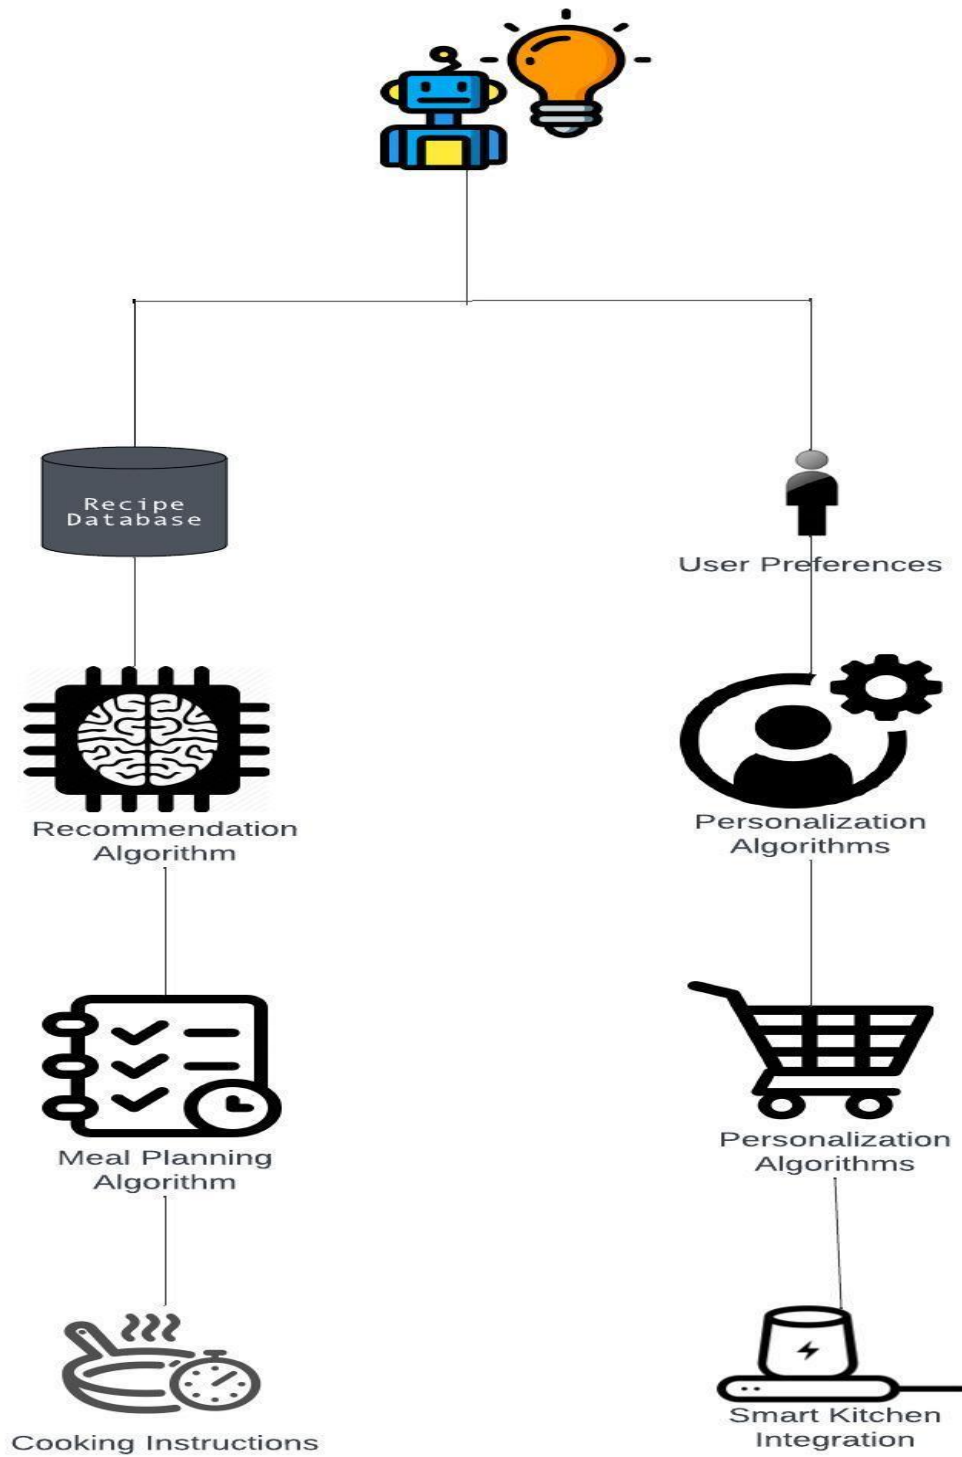 Recipe
Database
User Preferences
Recommendation
Algorithm
Personalization
Algorithms
Meal Planning
Algorithm
Personalization
Algorithms
Cooking Instructions
Smart Kitchen
Integration